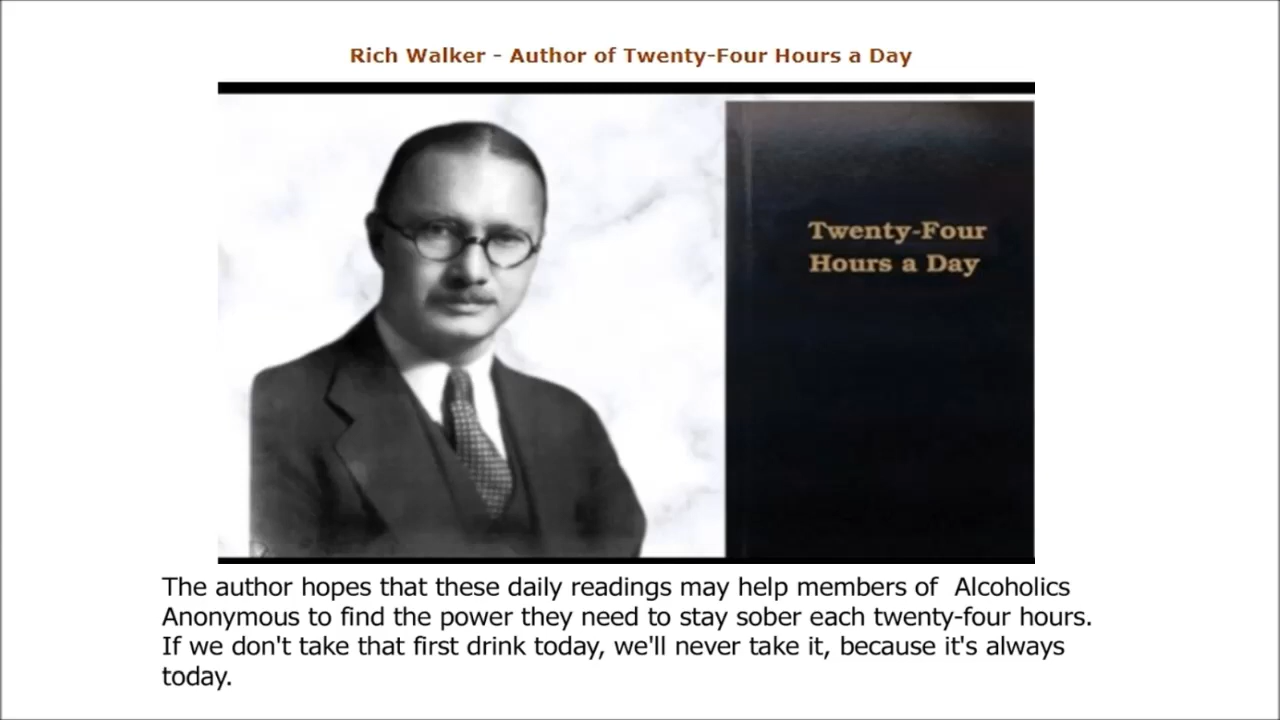 Rich Walker - Author of Twenty-Four Hours a Day
Twenty-Four
Hours a Day
The author hopes that these daily readings may help members of  Alcoholics
Anonymous to find the power they need to stay sober each twenty-four hours.
If we don't take that first drink today, we'll never take it, because it's always
today.